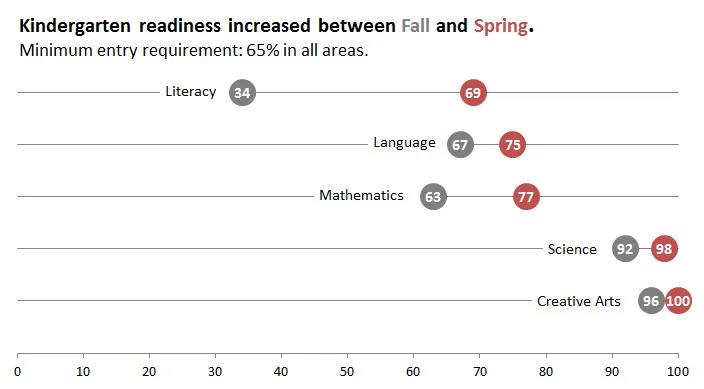 Kindergarten readiness increased between Fall and Spring.
Minimum entry requirement: 65% in all areas.
Literacy 34 69
Language 67 75
Mathematics 63 77
Science 92 98
Creative Arts 96 100
0 10 20 30 40 50 60 70 80 90 100